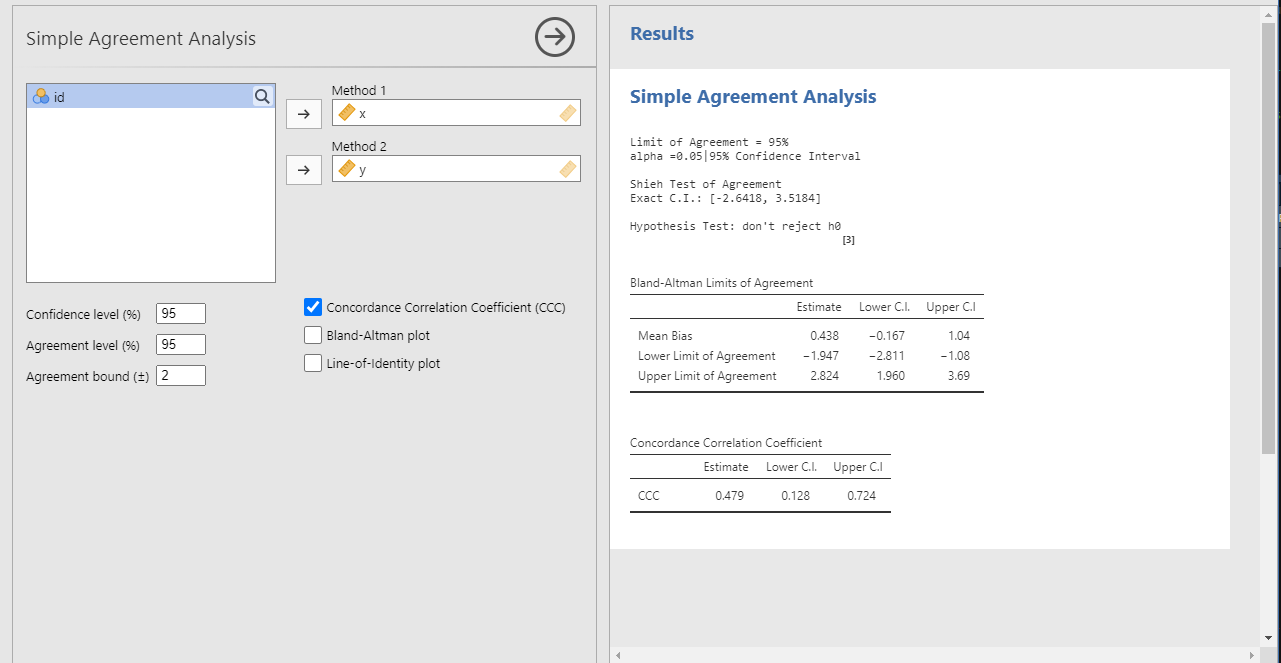 Simple Agreement Analysis
id
Method 1
x
Method 2
y
Confidence level (%) 95
Agreement level (%) 95
Agreement bound (±) 2
Concordance Correlation Coefficient (CCC)
Bland-Altman plot
Line-of-Identity plot
Results
Simple Agreement Analysis
Limit of Agreement = 95%
alpha =0.05|95% Confidence Interval
Shieh Test of Agreement
Exact C.I.: [-2.6418, 3.5184]
Hypothesis Test: don't reject h0
[3]
Bland-Altman Limits of Agreement
Estimate Lower C.I. Upper C.I
Mean Bias 0.438 −0.167 1.04
Lower Limit of Agreement −1.947 −2.811 −1.08
Upper Limit of Agreement 2.824 1.960 3.69
Concordance Correlation Coefficient
Estimate Lower C.I. Upper C.I
CCC 0.479 0.128 0.724